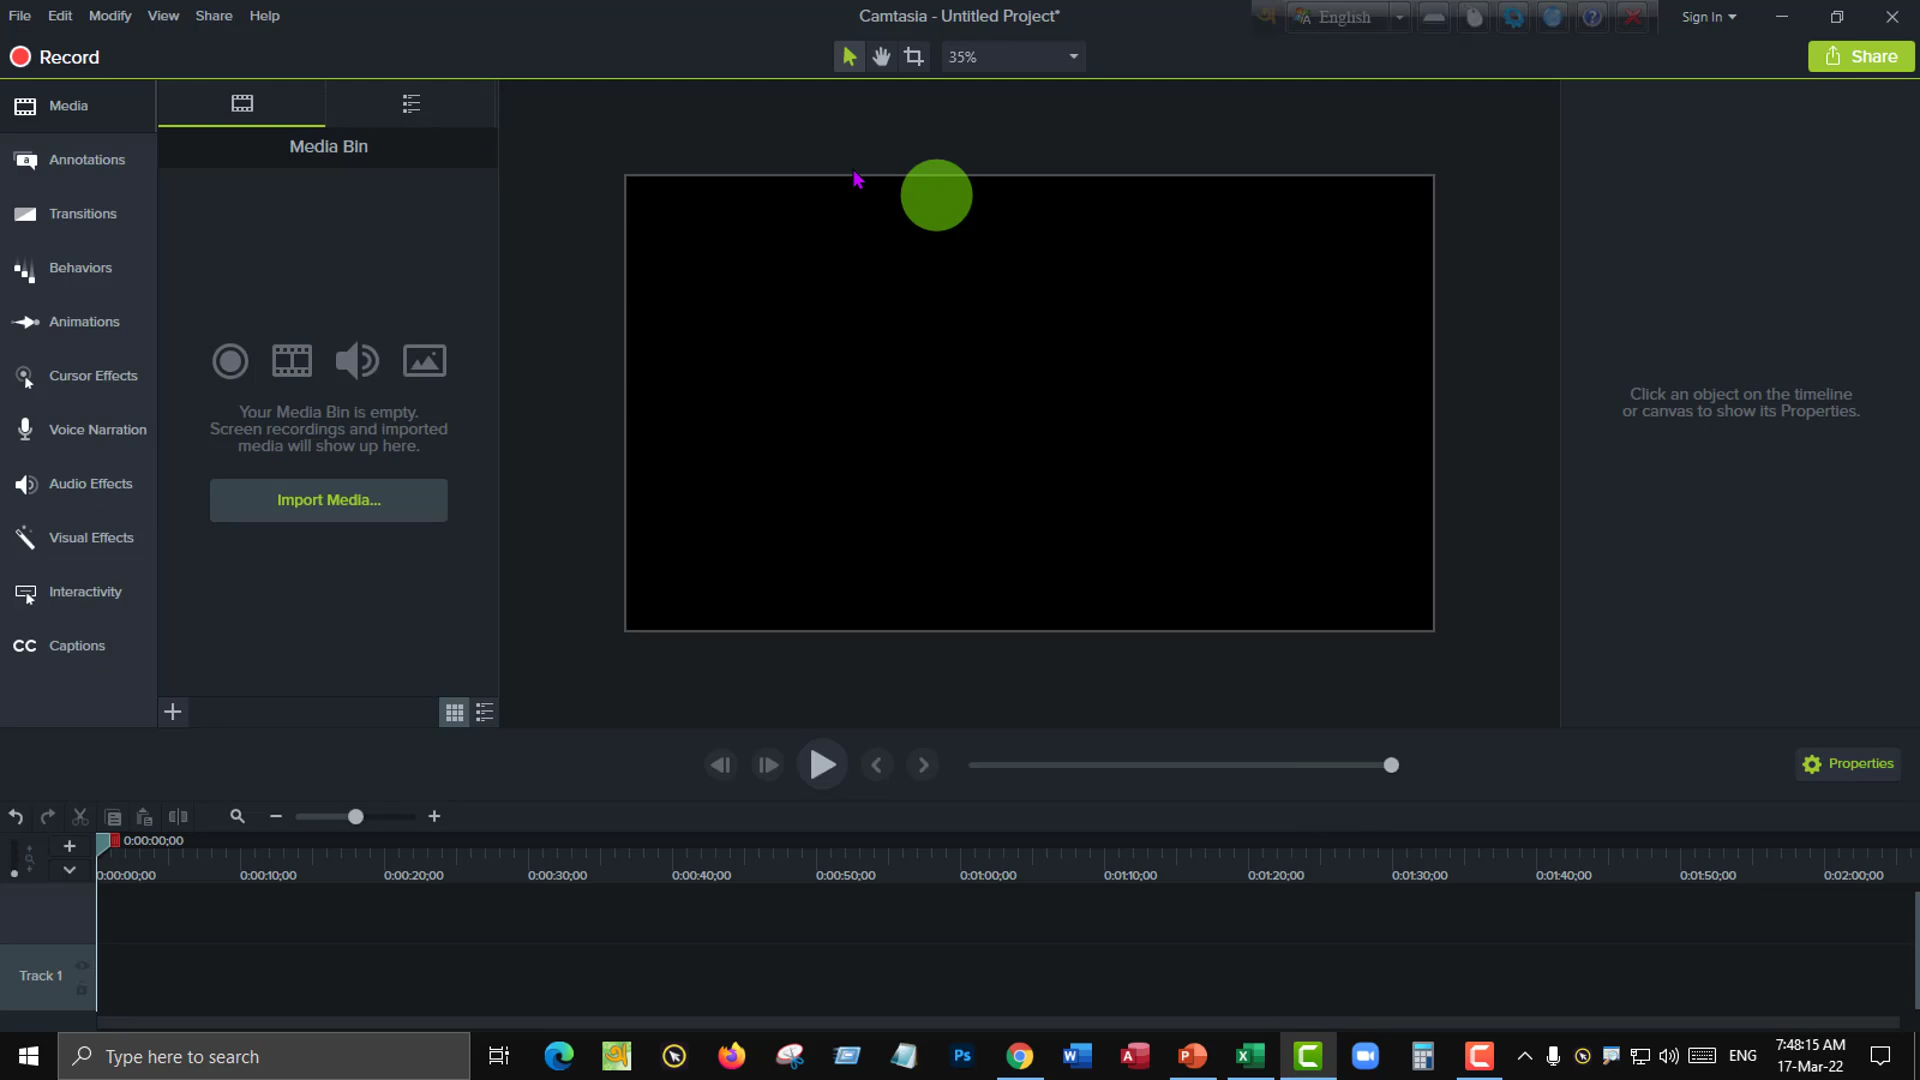 File Edit Modify View Share Help
Camtasia - Untitled Project*
English
Sign In
Record
35%
Share
Media
Annotations
Transitions
Behaviors
Animations
Cursor Effects
Voice Narration
Audio Effects
Visual Effects
Interactivity
CC Captions
Media Bin
Your Media Bin is empty.
Screen recordings and imported
media will show up here.
Import Media...
Click an object on the timeline
or canvas to show its Properties.
Properties
0:00:00;00
0:00:00;00 0:00:10;00 0:00:20;00 0:00:30;00 0:00:40;00 0:00:50;00 0:01:00;00 0:01:10;00 0:01:20;00 0:01:30;00 0:01:40;00 0:01:50;00 0:02:00;00
Track 1
Type here to search
Ps
ENG
7:48:15 AM
17-Mar-22